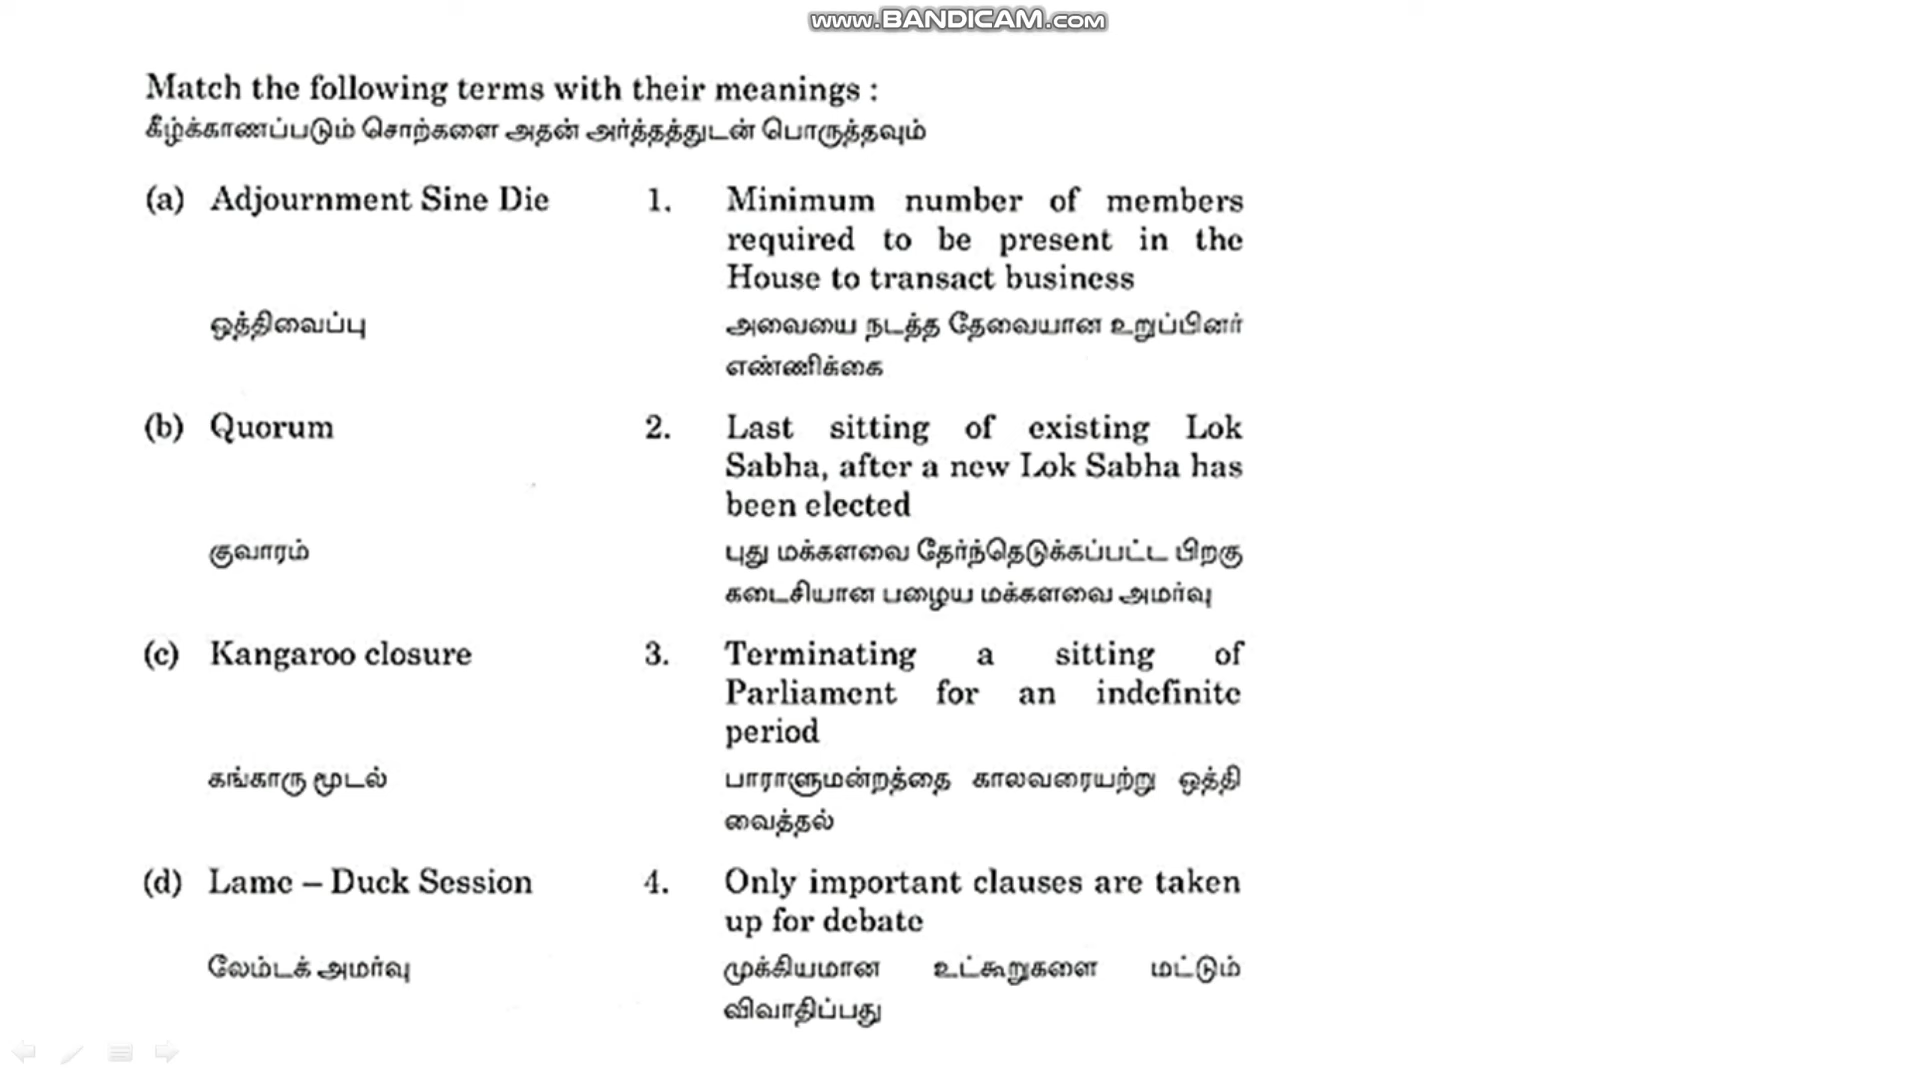 www.BANDICAM.com
Match the following terms with their meanings :
கீழ்க்காணப்படும் சொற்களை அதன் அர்த்தத்துடன் பொருத்தவும்
(a) Adjournment Sine Die 1. Minimum number of members
required to be present in the
House to transact business
ஒத்திவைப்பு அவையை நடத்த தேவையான உறுப்பினர்
எண்ணிக்கை
(b) Quorum 2. Last sitting of existing Lok
Sabha, after a new Lok Sabha has
been elected
குவாரம் புது மக்களவை தேர்ந்தெடுக்கப்பட்ட பிறகு
கடைசியான பழைய மக்களவை அமர்வு
(c) Kangaroo closure 3. Terminating a sitting of
Parliament for an indefinite
period
கங்காரு மூடல் பாராளுமன்றத்தை காலவரையற்று ஒத்தி
வைத்தல்
(d) Lame – Duck Session 4. Only important clauses are taken
up for debate
லேம்டக் அமர்வு முக்கியமான உட்கூறுகளை மட்டும்
விவாதிப்பது